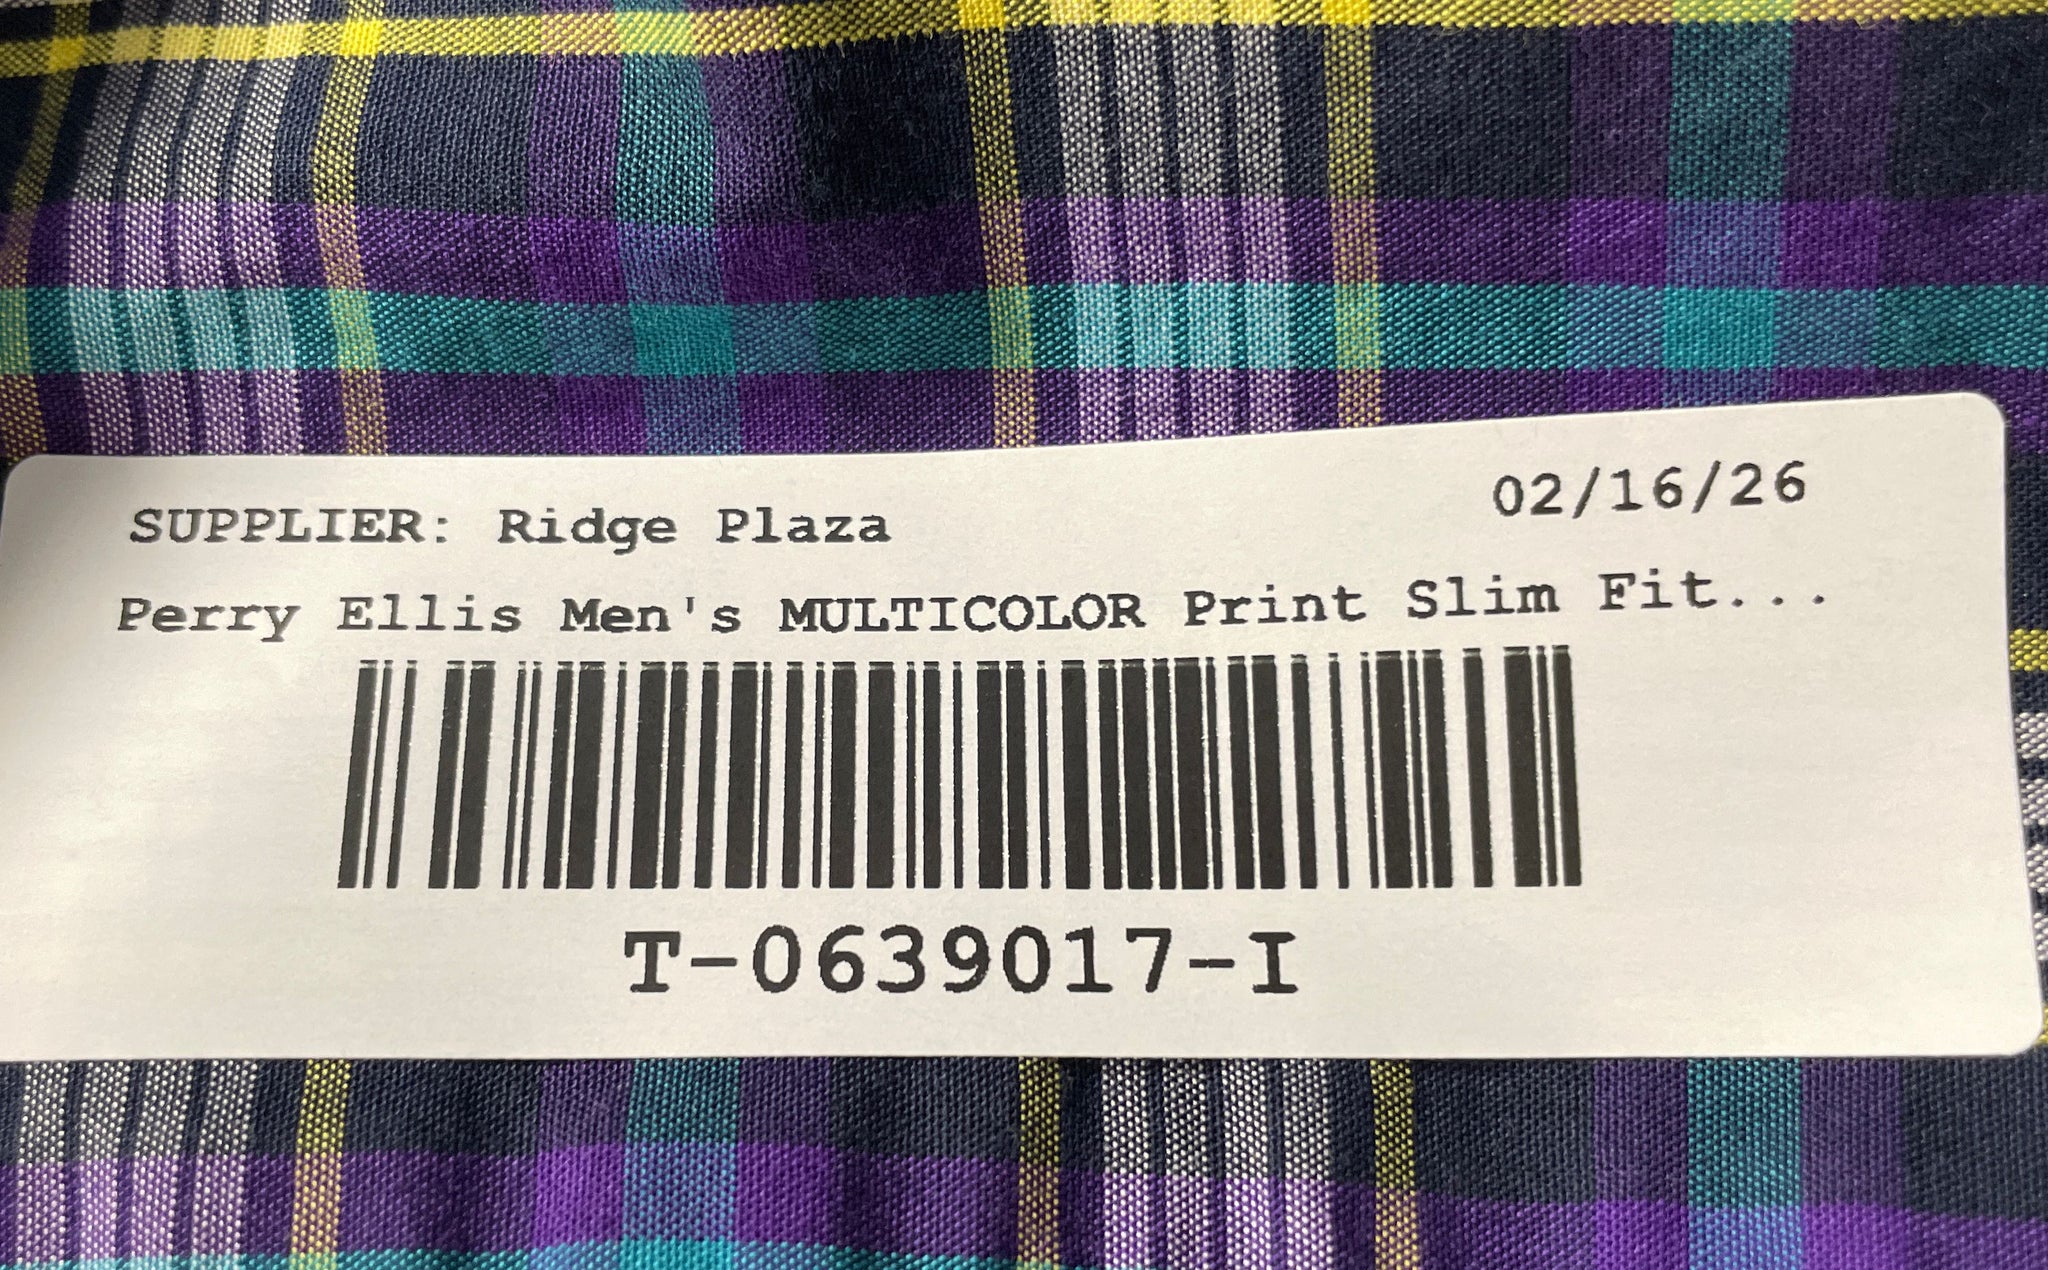 SUPPLIER: Ridge Plaza 02/16/26
Perry Ellis Men's MULTICOLOR Print Slim Fit...
T-0639017-I